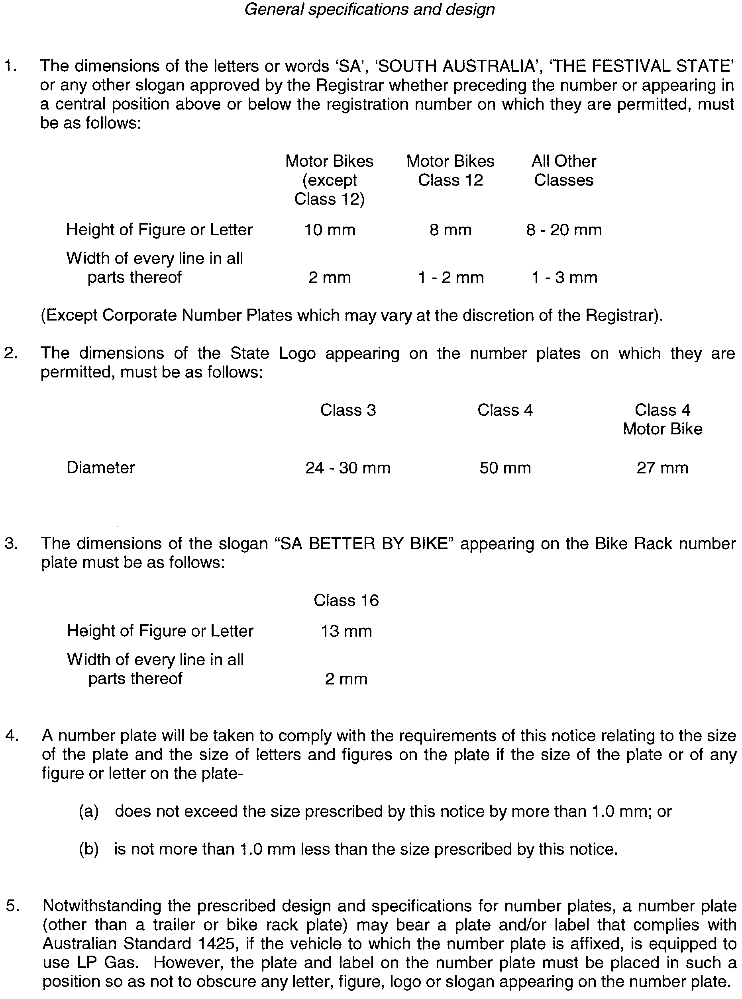 General specifications and design
1. The dimensions of the letters or words ‘SA’, ‘SOUTH AUSTRALIA’, ‘THE FESTIVAL STATE’
or any other slogan approved by the Registrar whether preceding the number or appearing in
a central position above or below the registration number on which they are permitted, must
be as follows:
Motor Bikes Motor Bikes All Other
(except Class 12 Classes
Class 12)
Height of Figure or Letter 10 mm 8 mm 8 - 20 mm
Width of every line in all
parts thereof 2 mm 1 - 2 mm 1 - 3 mm
(Except Corporate Number Plates which may vary at the discretion of the Registrar).
2. The dimensions of the State Logo appearing on the number plates on which they are
permitted, must be as follows:
Class 3 Class 4 Class 4
Motor Bike
Diameter 24 - 30 mm 50 mm 27 mm
3. The dimensions of the slogan “SA BETTER BY BIKE” appearing on the Bike Rack number
plate must be as follows:
Class 16
Height of Figure or Letter 13 mm
Width of every line in all
parts thereof 2 mm
4. A number plate will be taken to comply with the requirements of this notice relating to the size
of the plate and the size of letters and figures on the plate if the size of the plate or of any
figure or letter on the plate-
(a) does not exceed the size prescribed by this notice by more than 1.0 mm; or
(b) is not more than 1.0 mm less than the size prescribed by this notice.
5. Notwithstanding the prescribed design and specifications for number plates, a number plate
(other than a trailer or bike rack plate) may bear a plate and/or label that complies with
Australian Standard 1425, if the vehicle to which the number plate is affixed, is equipped to
use LP Gas. However, the plate and label on the number plate must be placed in such a
position so as not to obscure any letter, figure, logo or slogan appearing on the number plate.